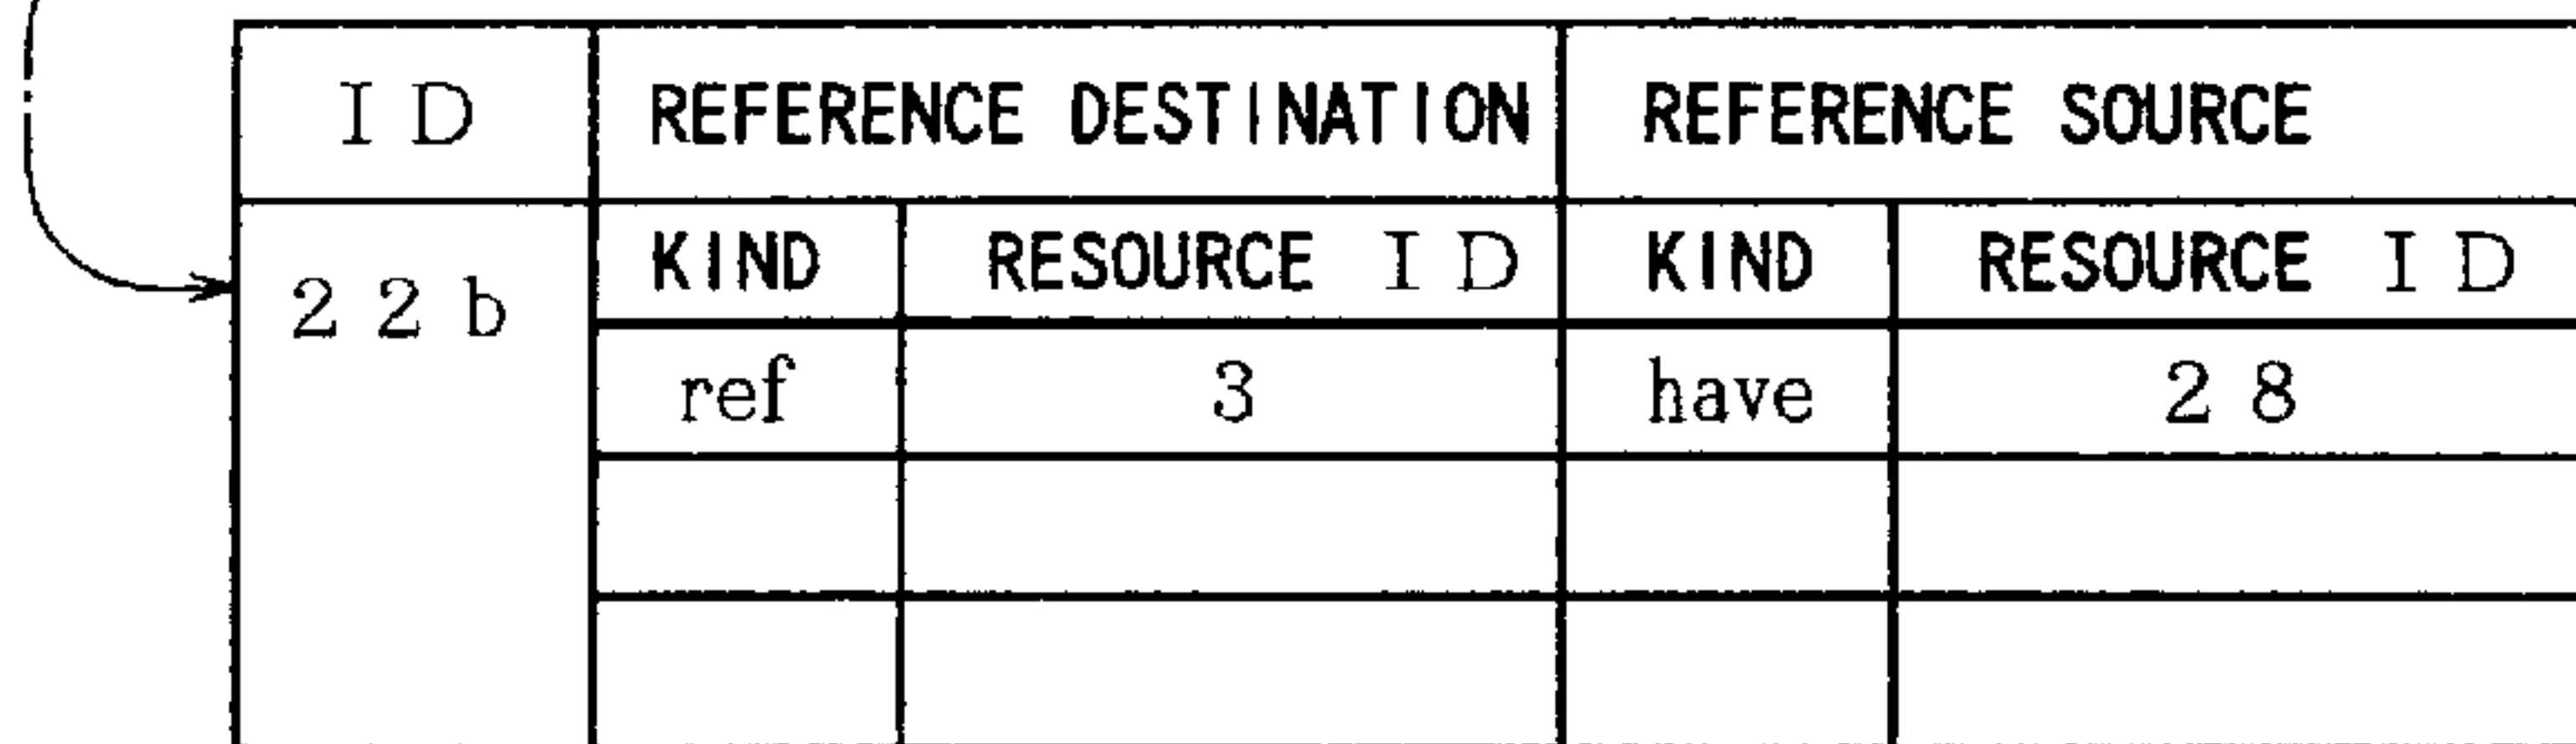 ID REFERENCE DESTINATION REFERENCE SOURCE
22b KIND RESOURCE ID KIND RESOURCE ID
ref 3 have 28